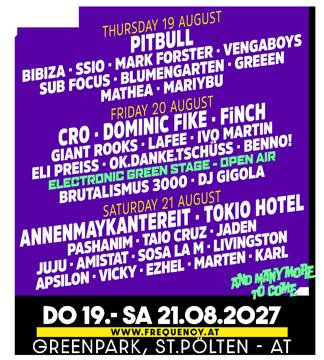 THURSDAY 19 AUGUST
PITBULL
BIBIZA · SSIO · MARK FORSTER · VENGABOYS
SUB FOCUS · BLUMENGARTEN · GREEEN
MATHEA · MARIYBU
FRIDAY 20 AUGUST
CRO · DOMINIC FIKE · FiNCH
GIANT ROOKS · LAFEE · IVO MARTIN
ELI PREISS · OK.DANKE.TSCHÜSS · BENNO!
ELECTRONIC GREEN STAGE - OPEN AIR
BRUTALISMUS 3000 · DJ GIGOLA
SATURDAY 21 AUGUST
ANNENMAYKANTEREIT · TOKIO HOTEL
PASHANIM · TAIO CRUZ · JADEN
JUJU · AMISTAT · SOSA LA M · LIVINGSTON
APSILON · VICKY · EZHEL · MARTEN · KARL
AND MANY MORE
TO COME
DO 19.- SA 21.08.2027
WWW.FREQUENCY.AT
GREENPARK, ST.PÖLTEN - AT